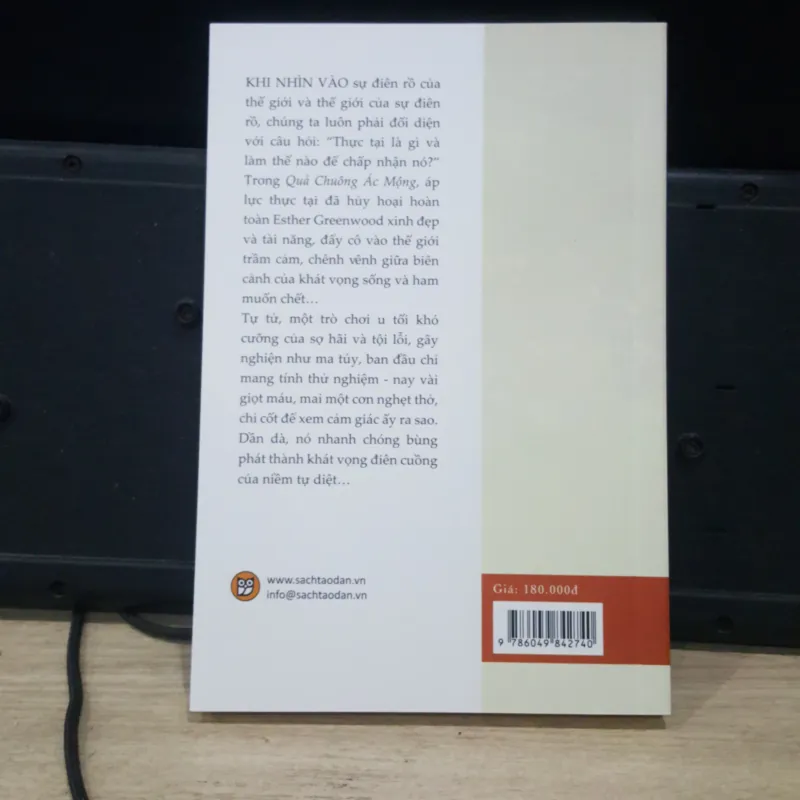 KHI NHÌN VÀO sự điên rồ của
thế giới và thế giới của sự điên
rồ, chúng ta luôn phải đối diện
với câu hỏi: “Thực tại là gì và
làm thế nào để chấp nhận nó?”
Trong Quả Chuông Ác Mộng, áp
lực thực tại đã hủy hoại hoàn
toàn Esther Greenwood xinh đẹp
và tài năng, đẩy cô vào thế giới
trầm cảm, chênh vênh giữa biên
cảnh của khát vọng sống và ham
muốn chết…
Tự tử, một trò chơi u tối khó
cưỡng của sợ hãi và tội lỗi, gây
nghiện như ma túy, ban đầu chỉ
mang tính thử nghiệm - nay vài
giọt máu, mai một cơn nghẹt thở,
chỉ cốt để xem cảm giác ấy ra sao.
Dần dà, nó nhanh chóng bùng
phát thành khát vọng điên cuồng
của niềm tự diệt…
www.sachtaodan.vn
info@sachtaodan.vn
Giá: 180.000đ
9 786049 842740